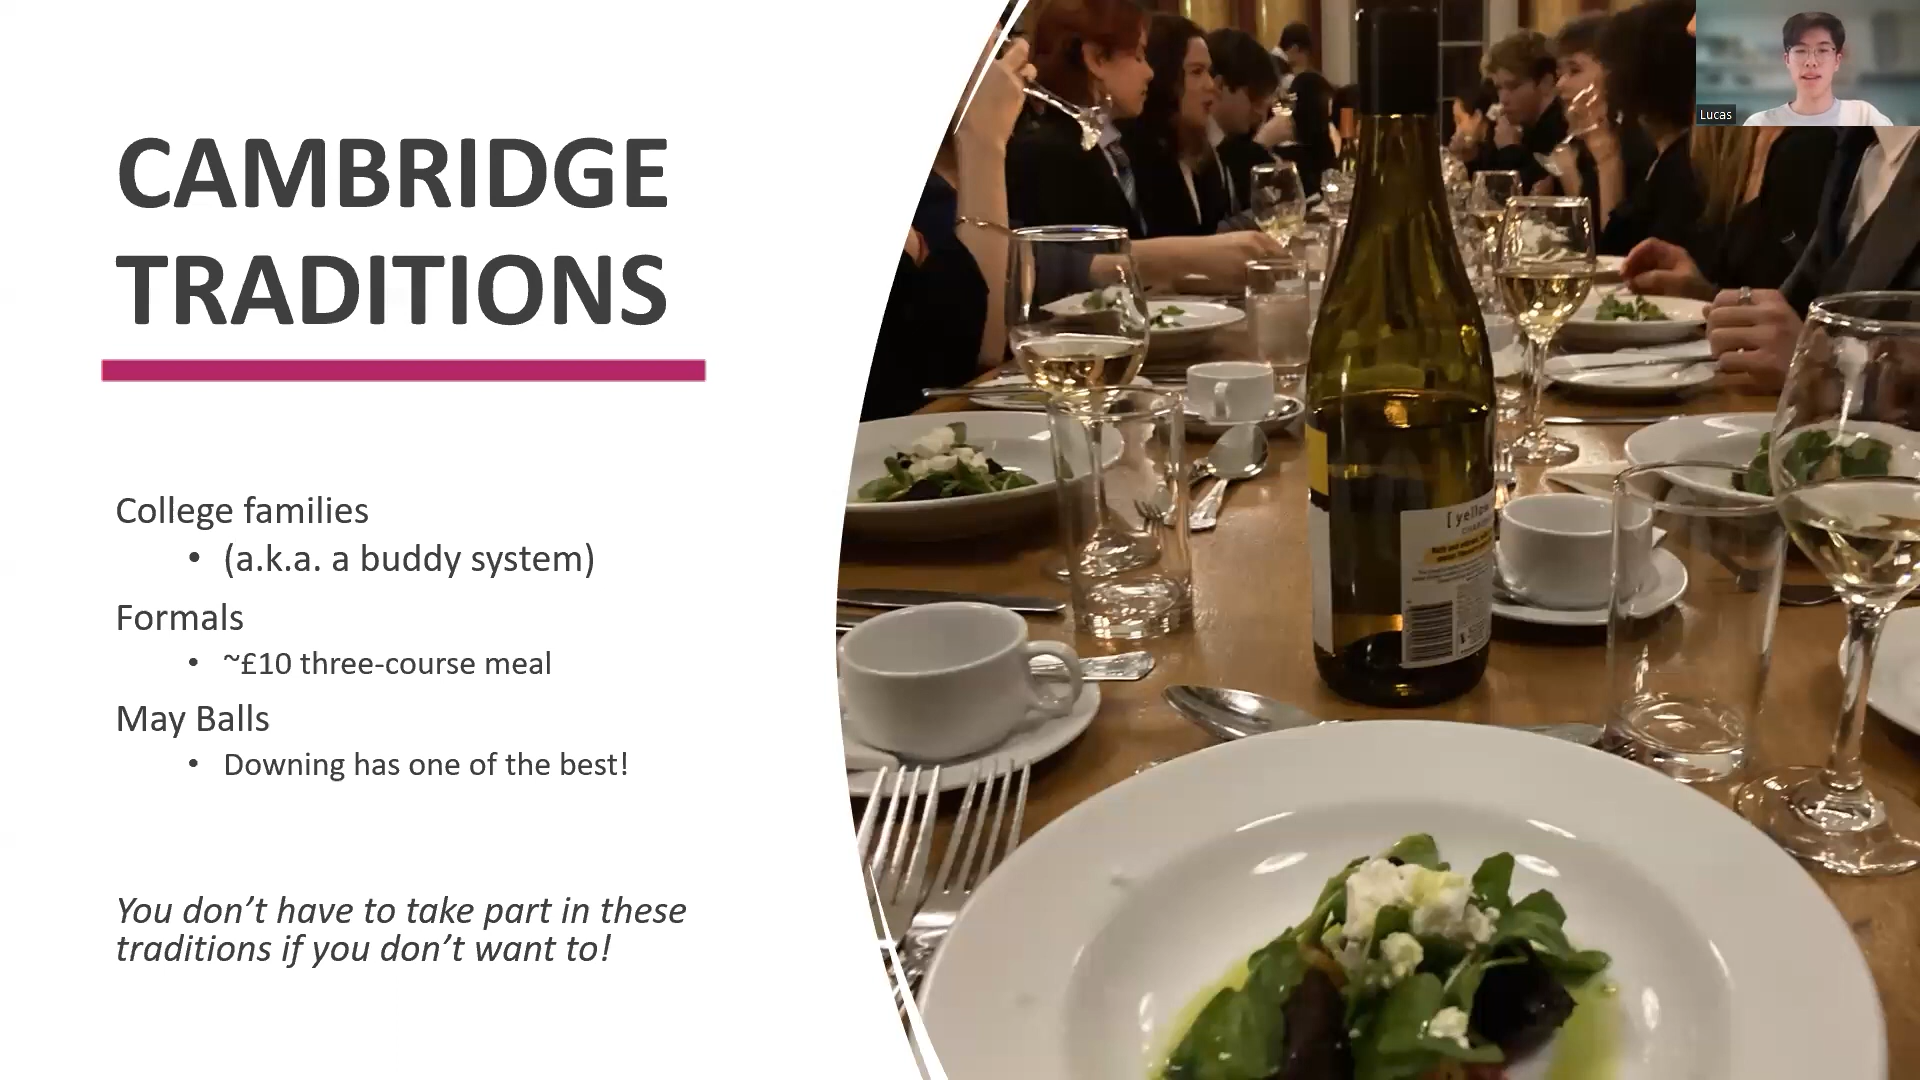 CAMBRIDGE
TRADITIONS
College families
• (a.k.a. a buddy system)
Formals
• ~£10 three-course meal
May Balls
• Downing has one of the best!
You don’t have to take part in these
traditions if you don’t want to!
Lucas
[ yello